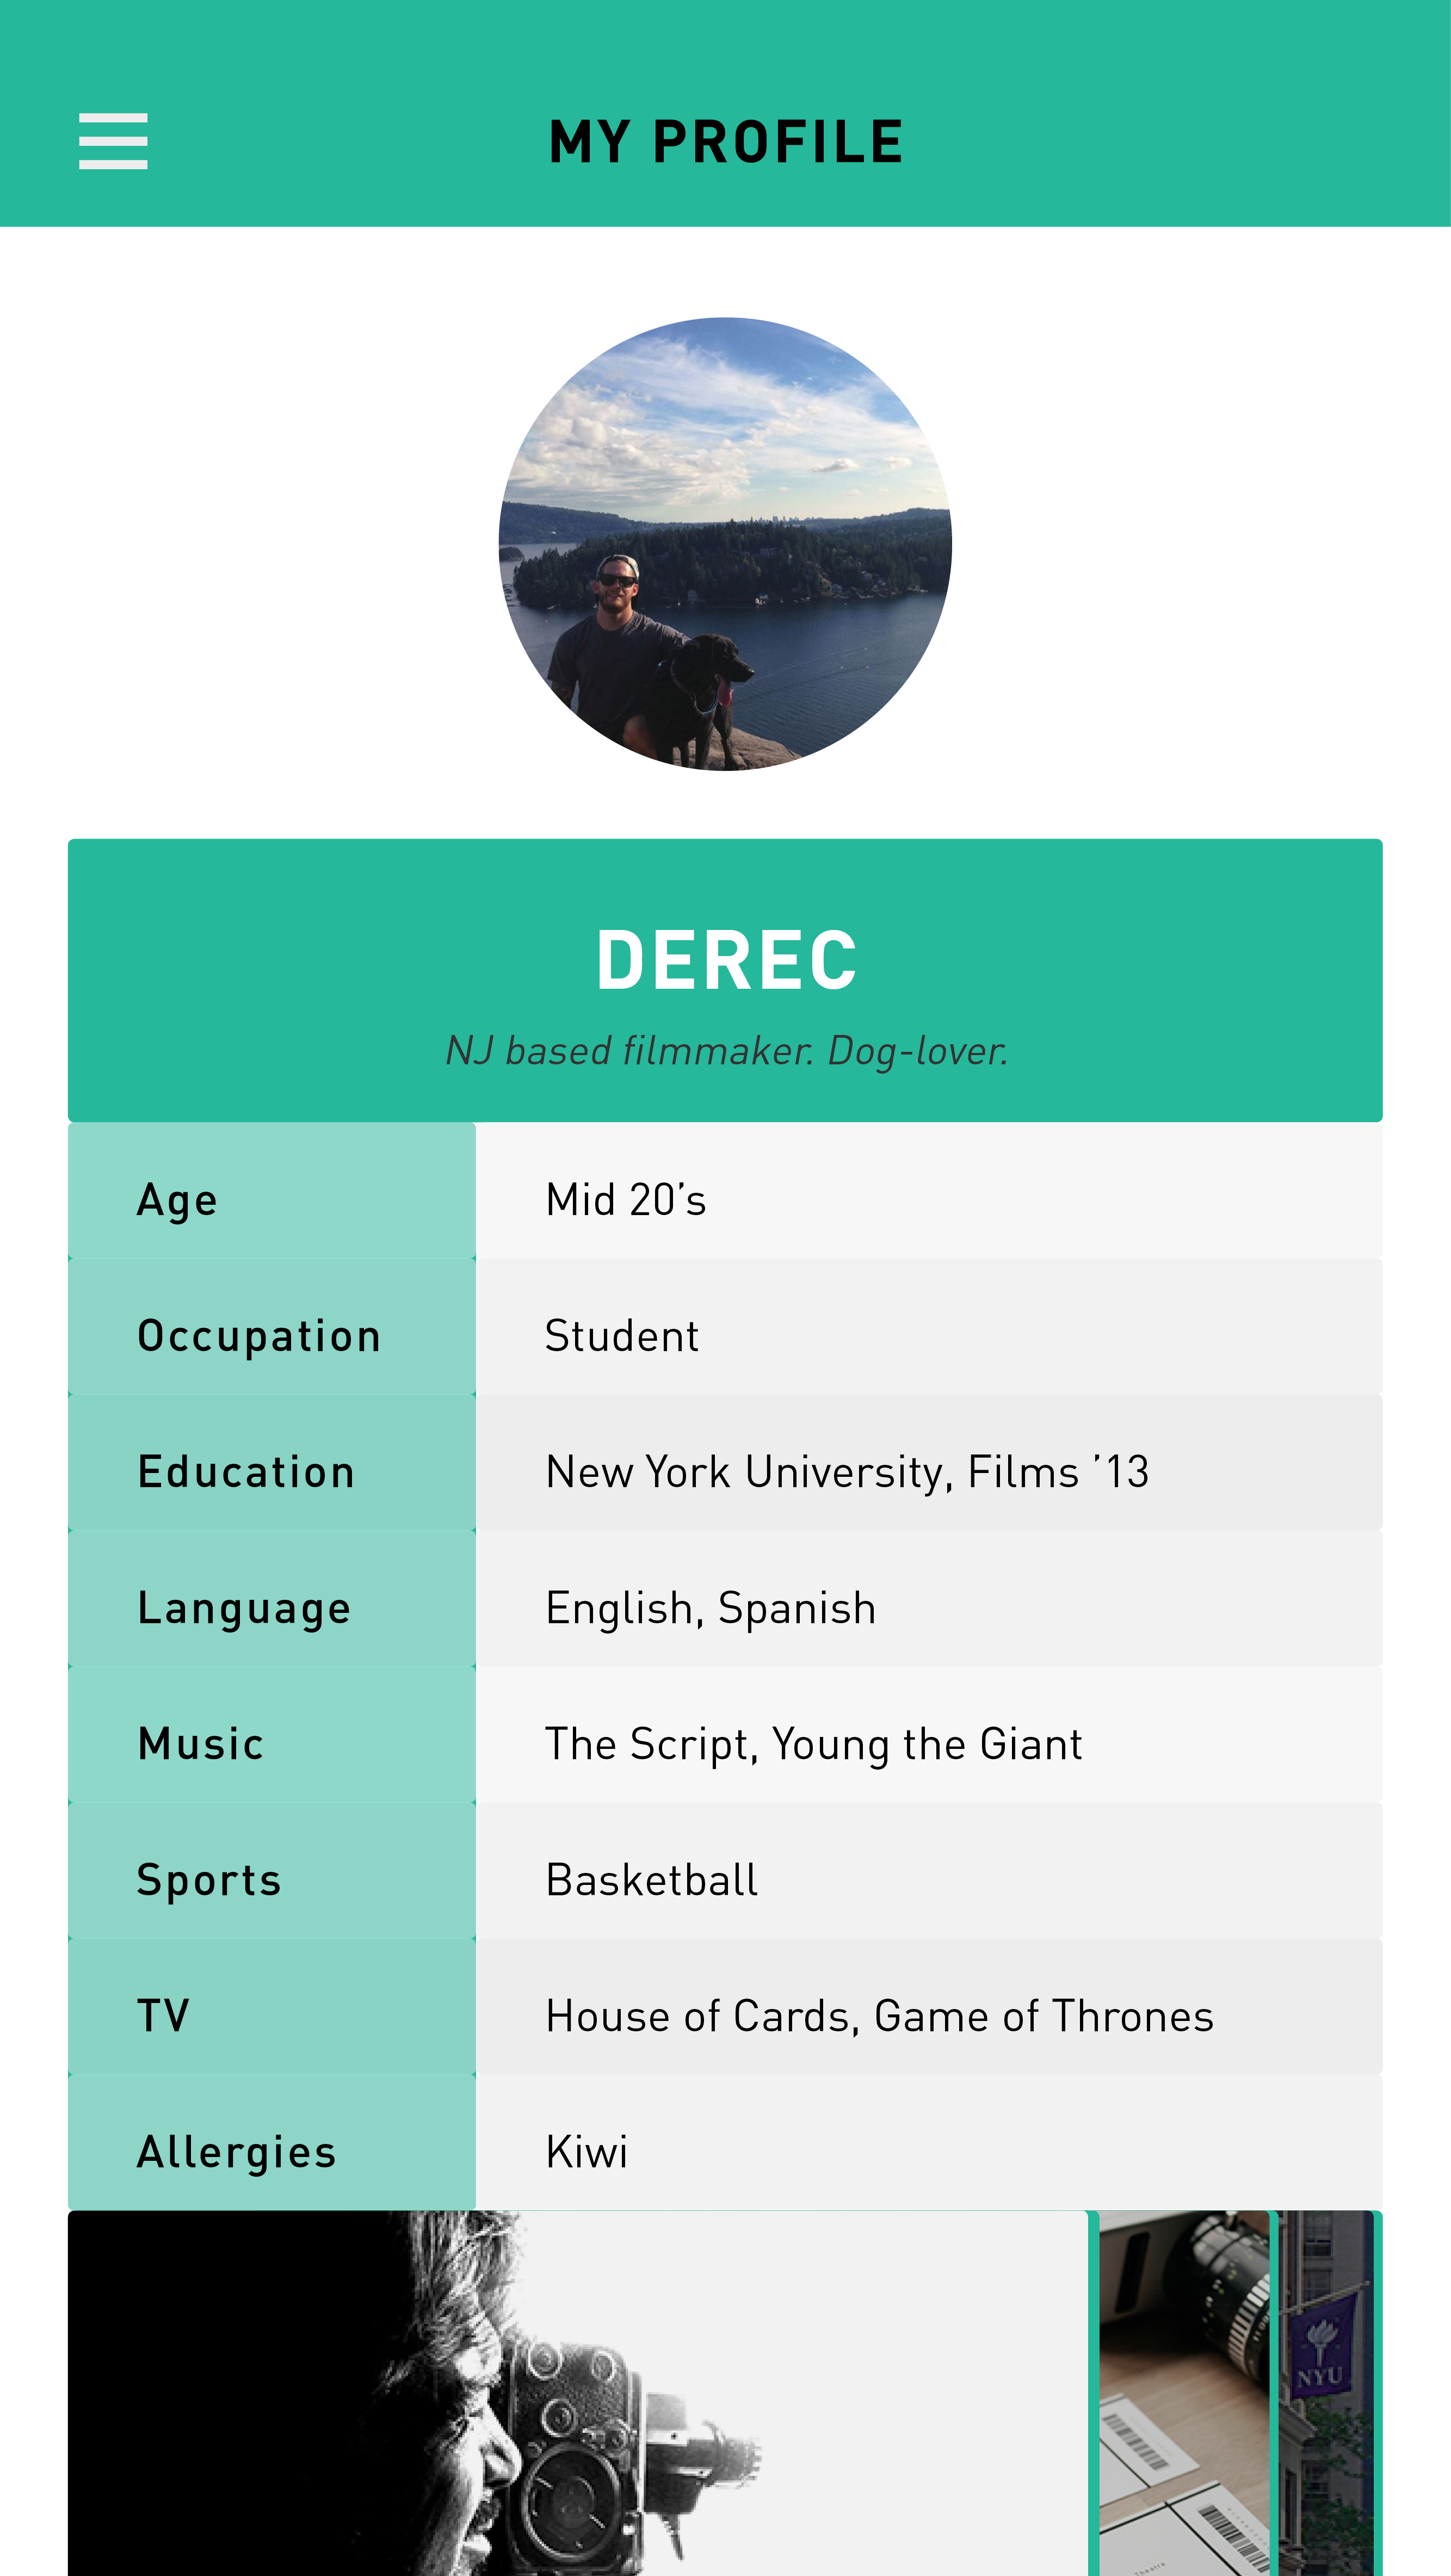 MY PROFILE
DEREC
NJ based filmmaker. Dog-lover.
Age Mid 20’s
Occupation Student
Education New York University, Films ’13
Language English, Spanish
Music The Script, Young the Giant
Sports Basketball
TV House of Cards, Game of Thrones
Allergies Kiwi
NYU
Theatre